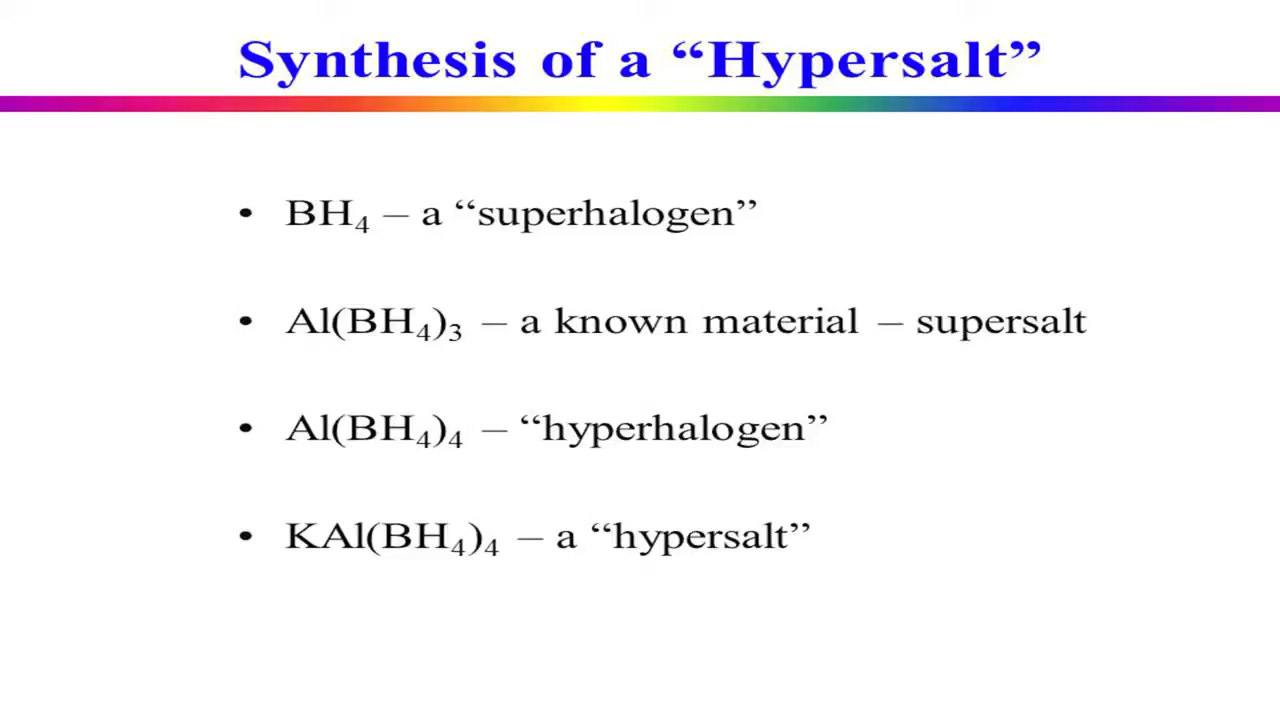 Synthesis of a “Hypersalt”
• BH₄ – a “superhalogen”
• Al(BH₄)₃ – a known material – supersalt
• Al(BH₄)₄ – “hyperhalogen”
• KAl(BH₄)₄ – a “hypersalt”